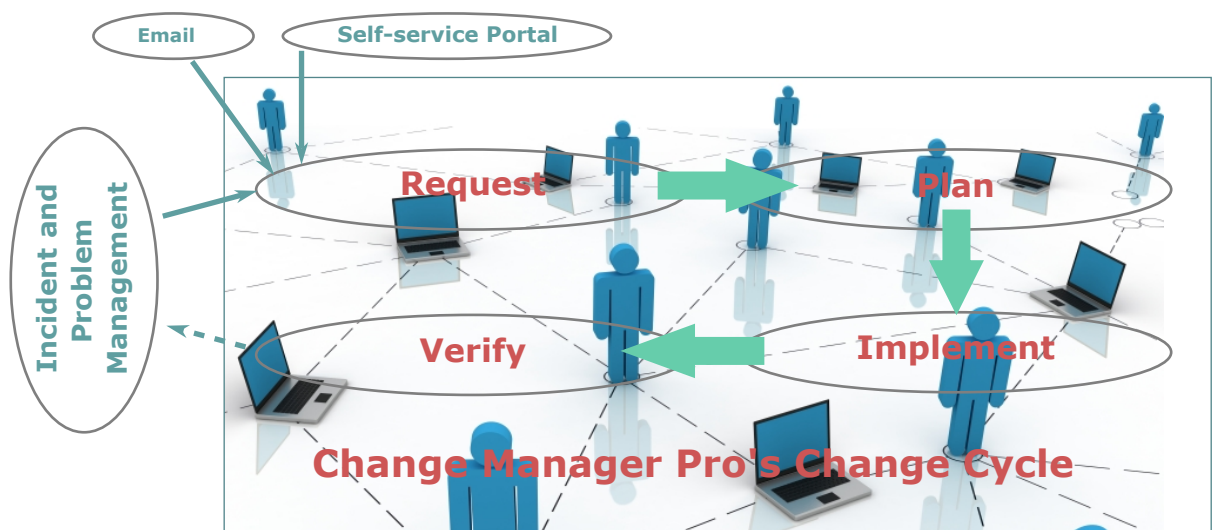 Email
Self-service Portal
Incident and
Problem
Management
Request
Plan
Verify
Implement
Change Manager Pro's Change Cycle